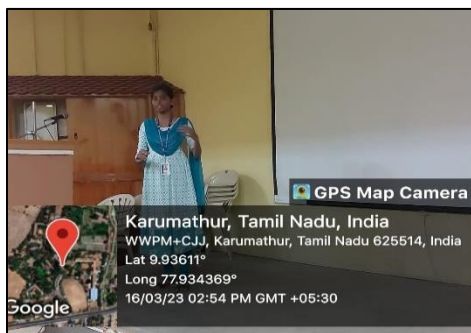 GPS Map Camera
Karumathur, Tamil Nadu, India
WWPM+CJJ, Karumathur, Tamil Nadu 625514, India
Lat 9.93611°
Long 77.934369°
16/03/23 02:54 PM GMT +05:30
Google